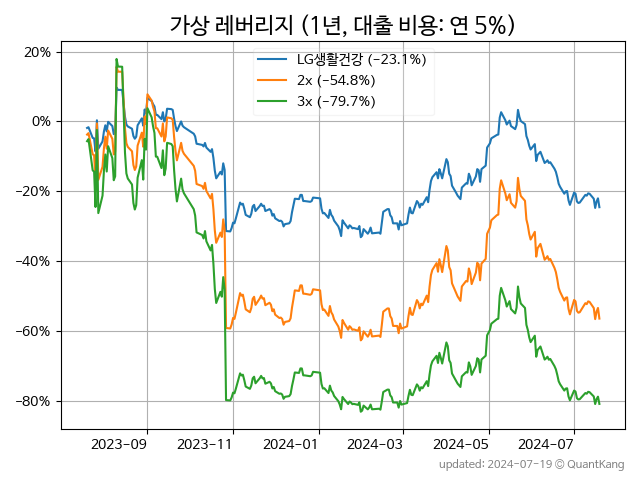 가상 레버리지 (1년, 대출 비용: 연 5%)
LG생활건강 (−23.1%)
2x (−54.8%)
3x (−79.7%)
20%
0%
−20%
−40%
−60%
−80%
2023-09 2023-11 2024-01 2024-03 2024-05 2024-07
updated: 2024-07-19 © QuantKang